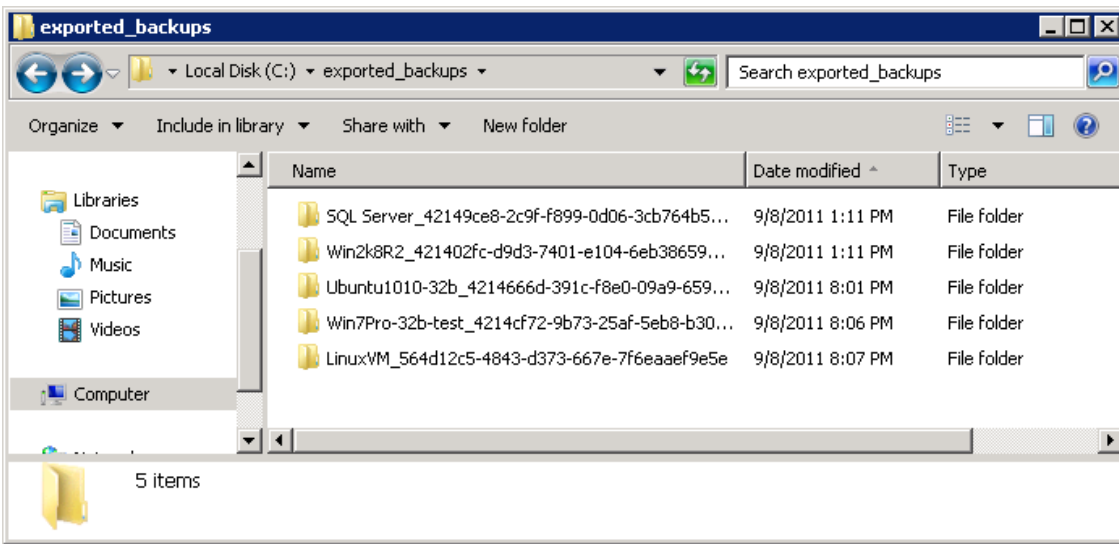 exported_backups
Local Disk (C:) exported_backups
Search exported_backups
Organize Include in library Share with New folder
Name Date modified Type
Libraries
Documents
Music
Pictures
Videos
Computer
SQL Server_42149ce8-2c9f-f899-0d06-3cb764b5... 9/8/2011 1:11 PM File folder
Win2k8R2_421402fc-d9d3-7401-e104-6eb38659... 9/8/2011 1:11 PM File folder
Ubuntu1010-32b_4214666d-391c-f8e0-09a9-659... 9/8/2011 8:01 PM File folder
Win7Pro-32b-test_4214cf72-9b73-25af-5eb8-b30... 9/8/2011 8:06 PM File folder
LinuxVM_564d12c5-4843-d373-667e-7f6eaaef9e5e 9/8/2011 8:07 PM File folder
5 items